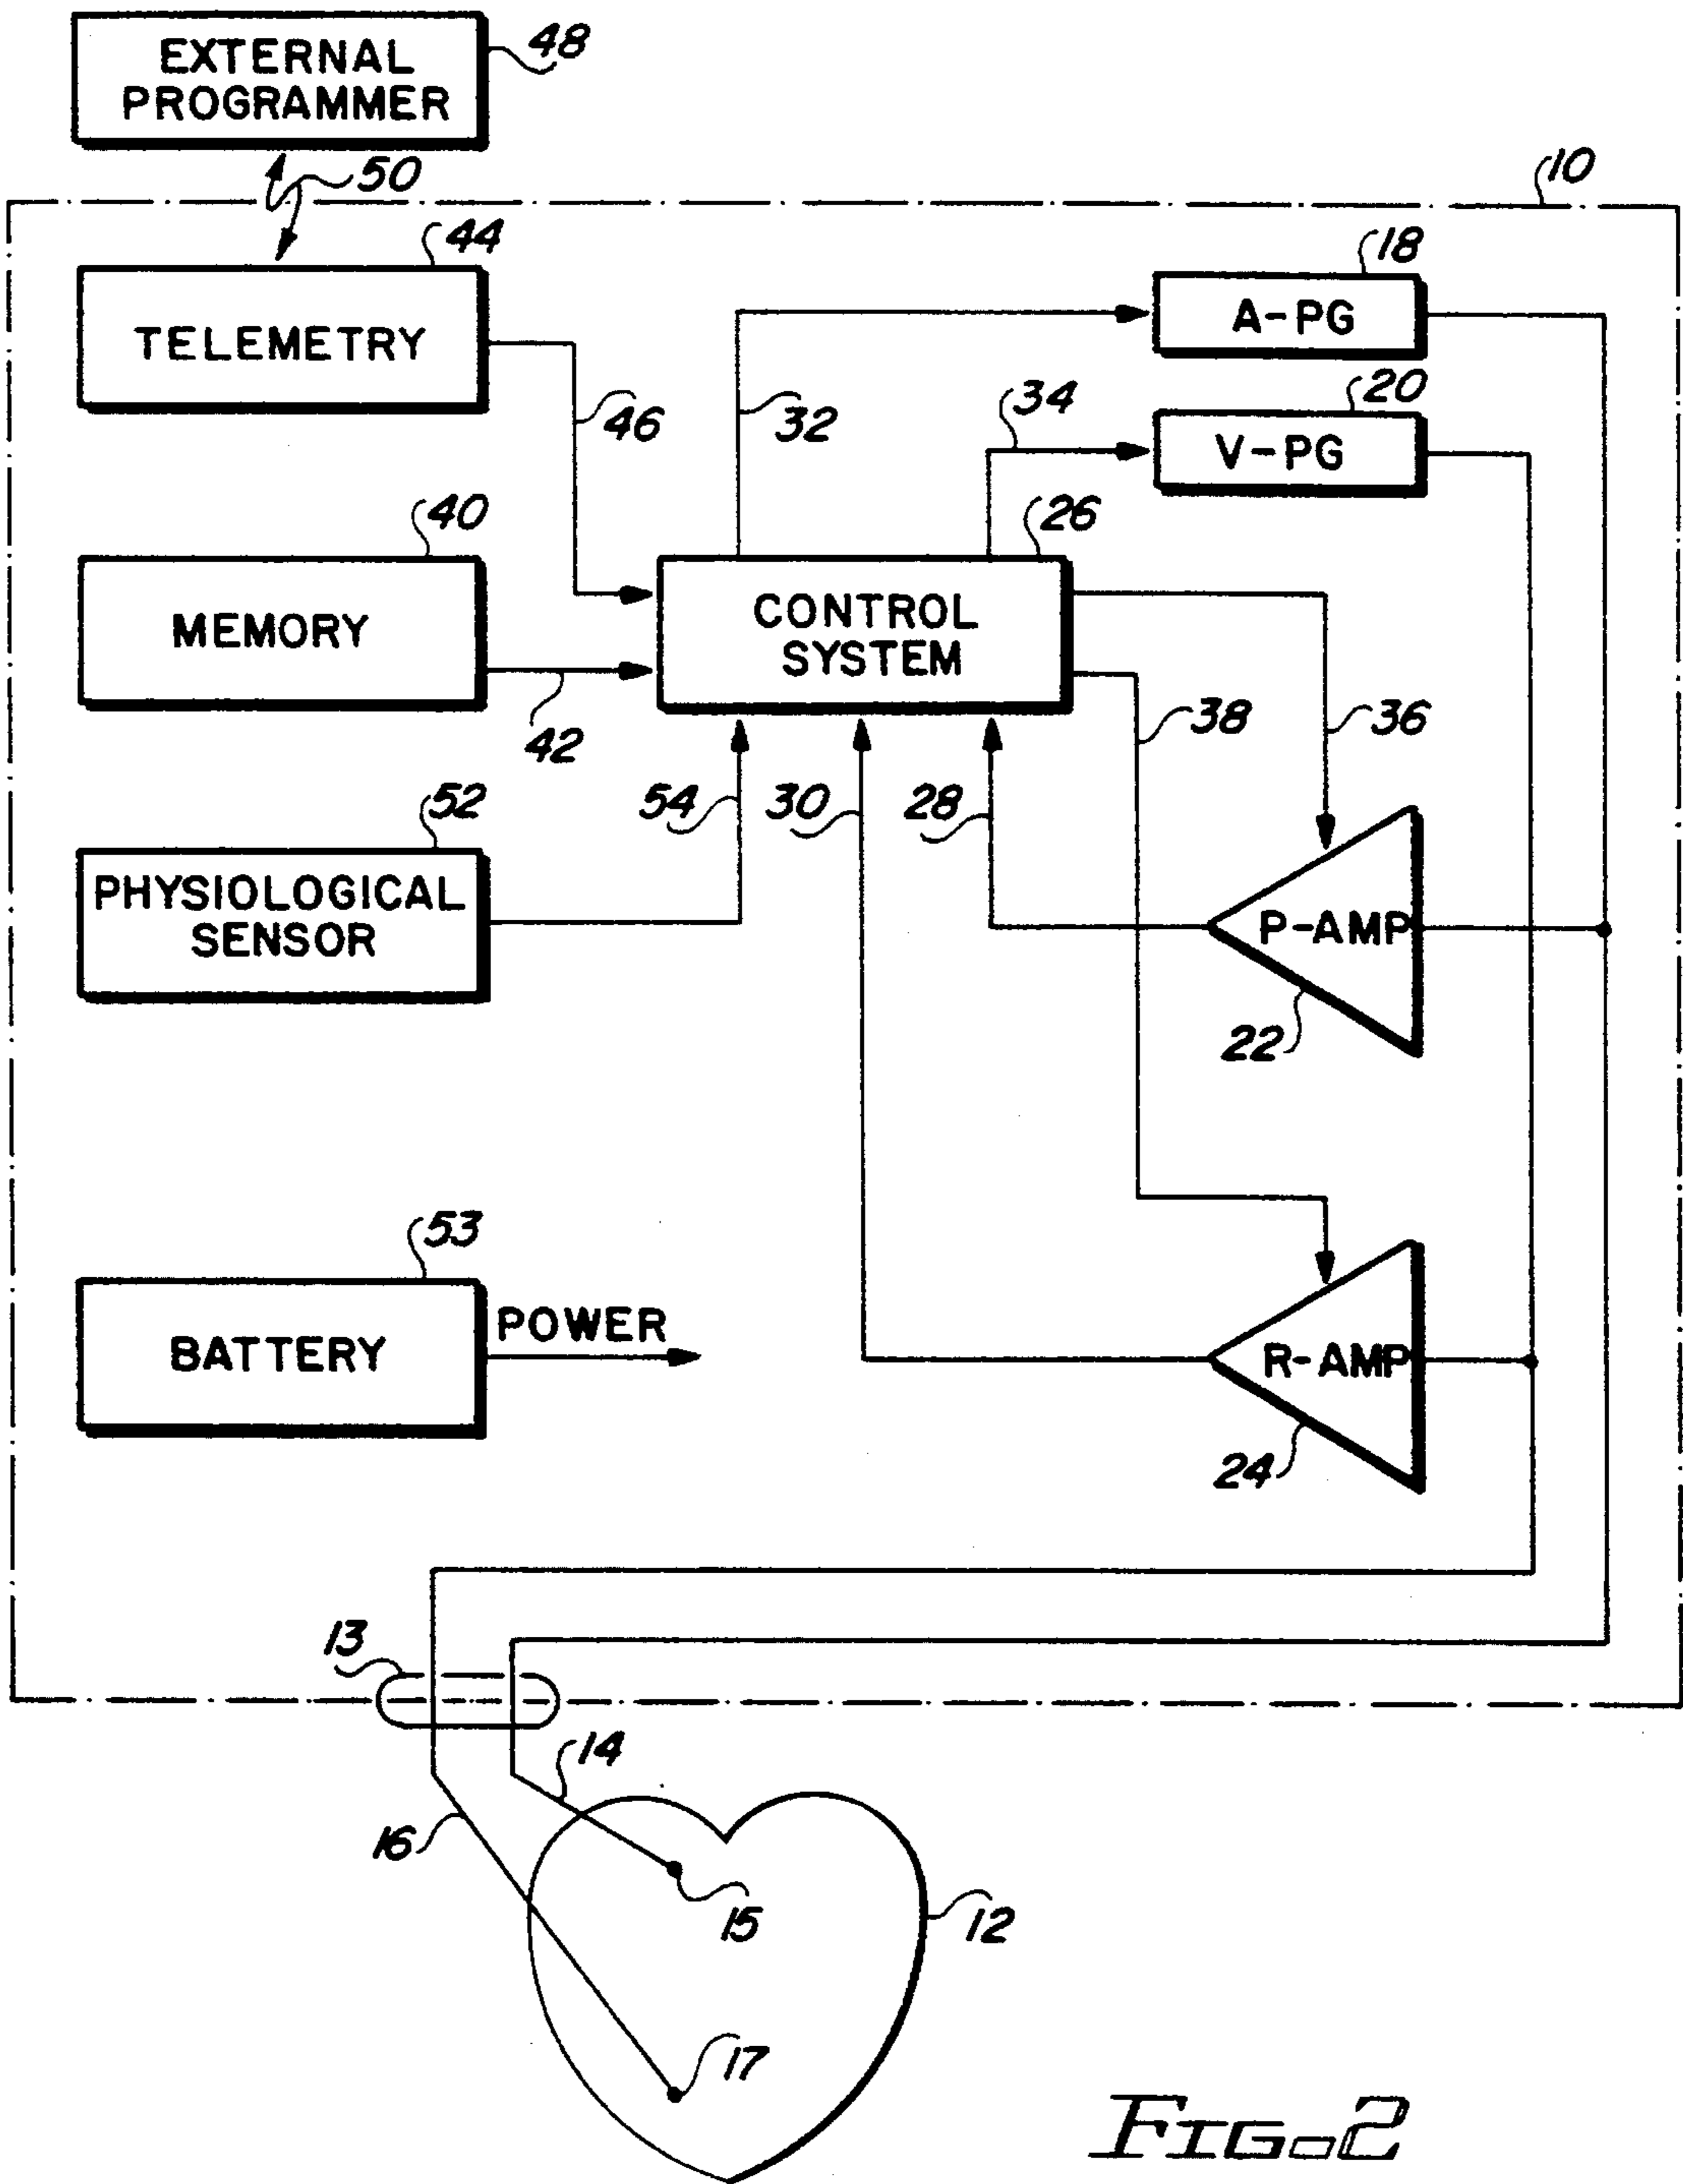 EXTERNAL
PROGRAMMER
48
50
10
44
TELEMETRY
46
18
A-PG
32
34
20
V-PG
40
MEMORY
42
26
CONTROL
SYSTEM
38
36
52
PHYSIOLOGICAL
SENSOR
54
30
28
P-AMP
22
53
BATTERY
POWER
R-AMP
24
13
14
16
15
12
17
FIG. 2